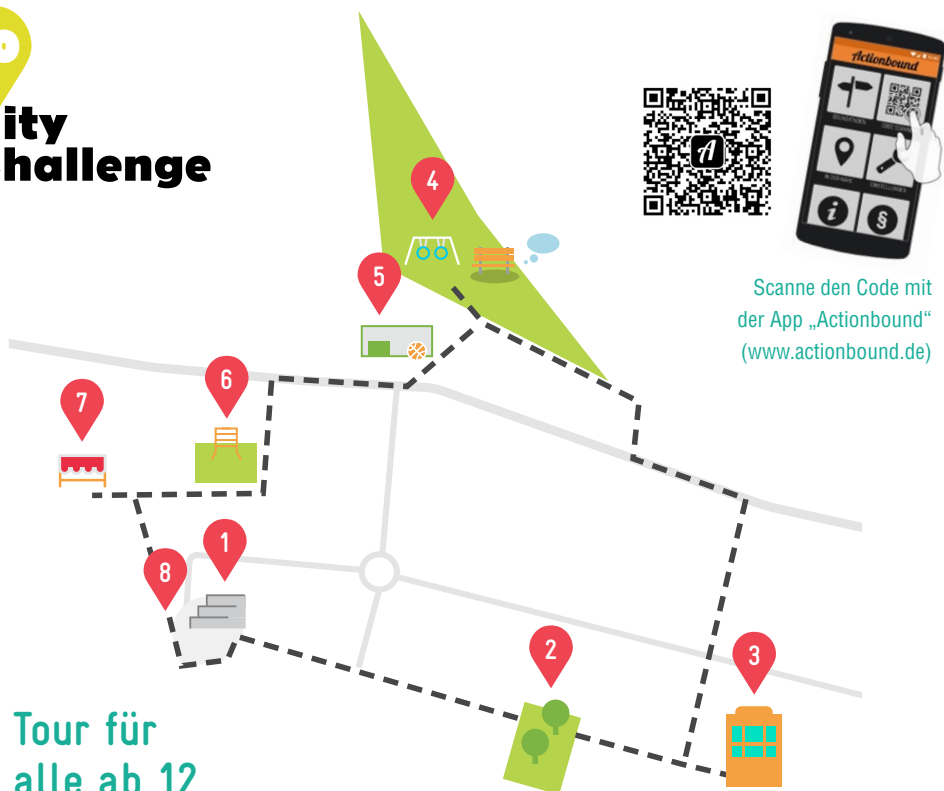 ity
hallenge
Actionbound
Scanne den Code mit
der App „Actionbound“
(www.actionbound.de)
4
5
6
7
1
8
2
3
Tour für
alle ab 12